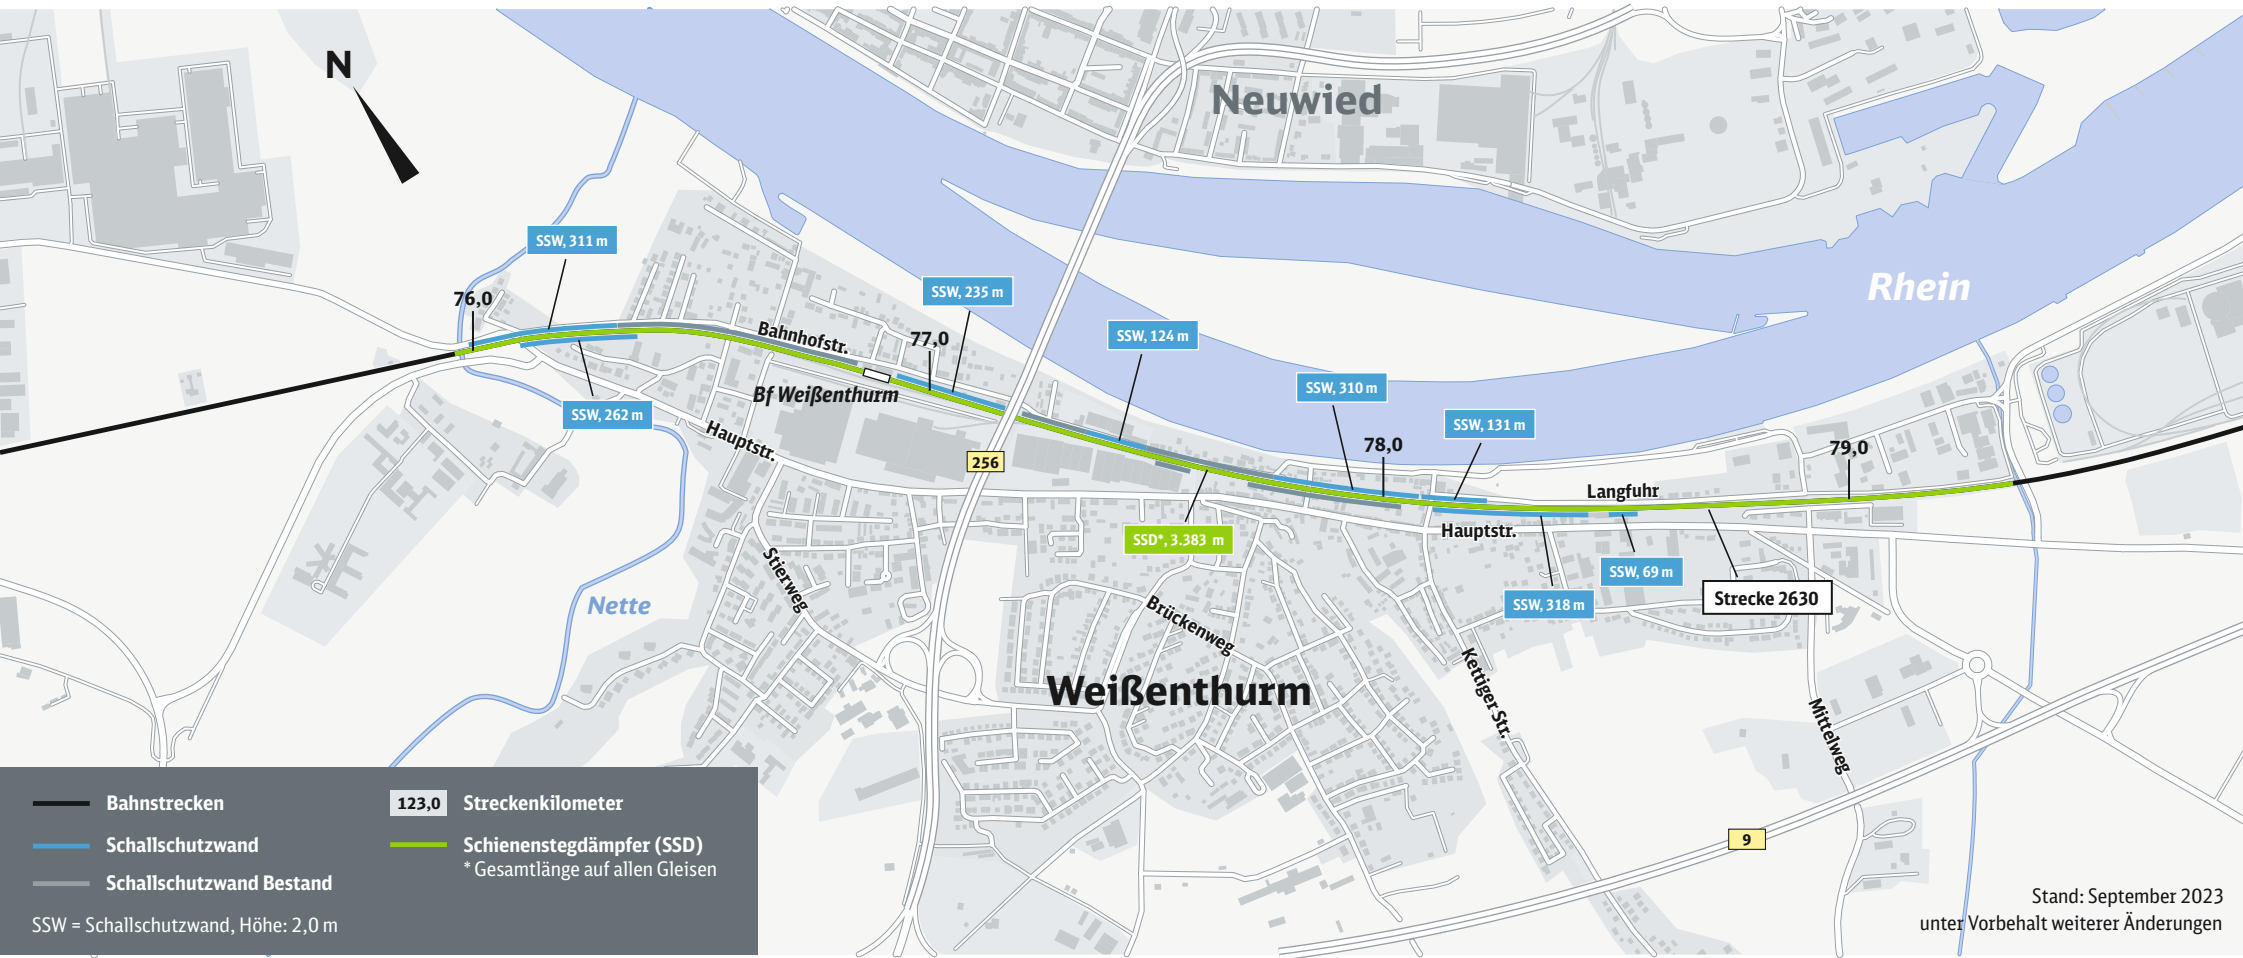 N
Neuwied
Rhein
SSW, 311 m
76,0
SSW, 235 m
77,0
Bahnhofstr.
Bf Weißenthurm
SSW, 124 m
SSW, 262 m
Hauptstr.
256
SSW, 310 m
SSW, 131 m
78,0
79,0
Langfuhr
Hauptstr.
SSD*, 3.383 m
SSW, 69 m
SSW, 318 m
Strecke 2630
Nette
Stierweg
Brückenweg
Weißenthurm
Kettiger Str.
Mittelweg
9
Bahnstrecken
Schallschutzwand
Schallschutzwand Bestand
SSW = Schallschutzwand, Höhe: 2,0 m
123,0 Streckenkilometer
Schienenstegdämpfer (SSD)
* Gesamtlänge auf allen Gleisen
Stand: September 2023
unter Vorbehalt weiterer Änderungen